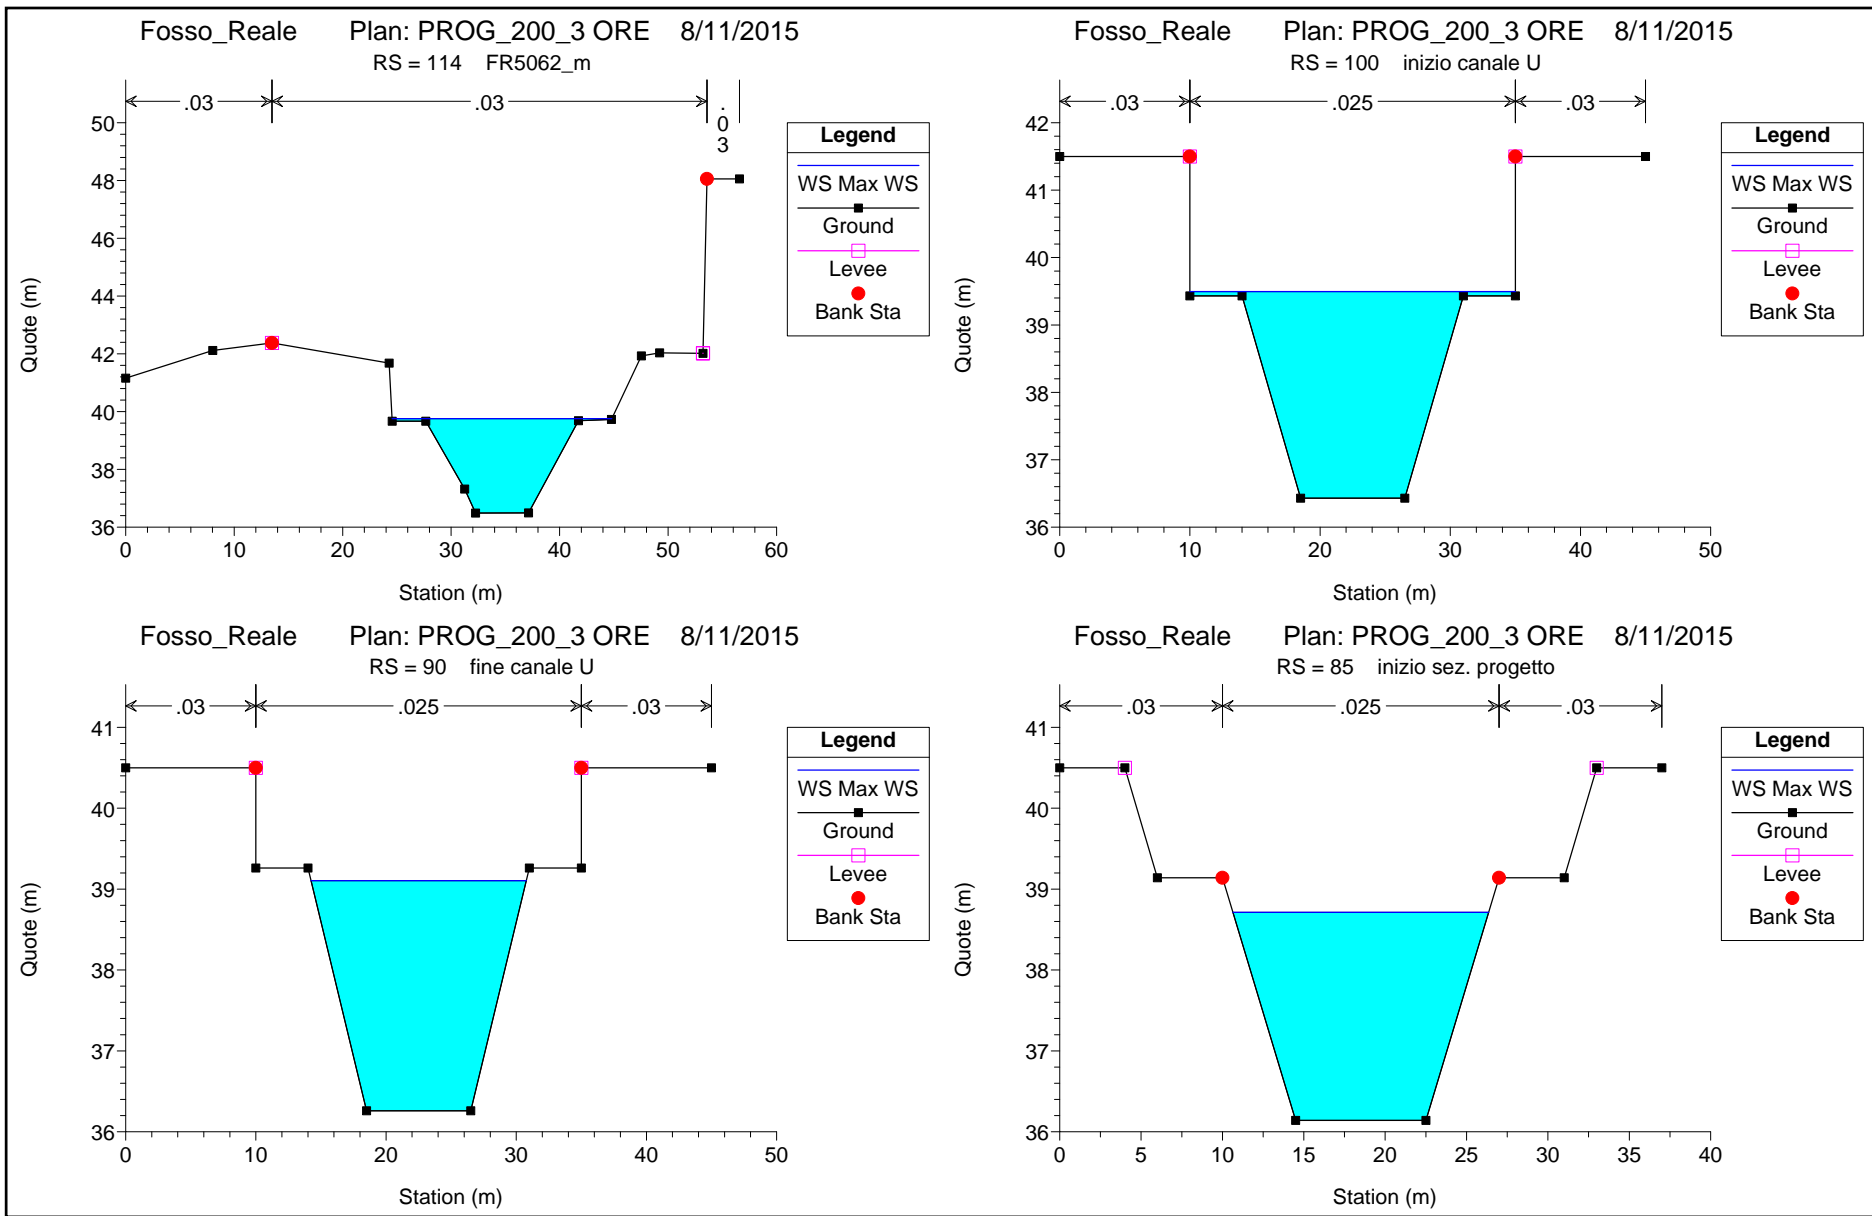 Fosso_Reale Plan: PROG_200_3 ORE 8/11/2015
RS = 114 FR5062_m
.03 .03 .03
50
48
46
44
42
40
38
36
Quote (m)
0 10 20 30 40 50 60
Station (m)
Legend
WS Max WS
Ground
Levee
Bank Sta
Fosso_Reale Plan: PROG_200_3 ORE 8/11/2015
RS = 100 inizio canale U
.03 .025 .03
42
41
40
39
38
37
36
Quote (m)
0 10 20 30 40 50
Station (m)
Legend
WS Max WS
Ground
Levee
Bank Sta
Fosso_Reale Plan: PROG_200_3 ORE 8/11/2015
RS = 90 fine canale U
.03 .025 .03
41
40
39
38
37
36
Quote (m)
0 10 20 30 40 50
Station (m)
Legend
WS Max WS
Ground
Levee
Bank Sta
Fosso_Reale Plan: PROG_200_3 ORE 8/11/2015
RS = 85 inizio sez. progetto
.03 .025 .03
41
40
39
38
37
36
Quote (m)
0 5 10 15 20 25 30 35 40
Station (m)
Legend
WS Max WS
Ground
Levee
Bank Sta